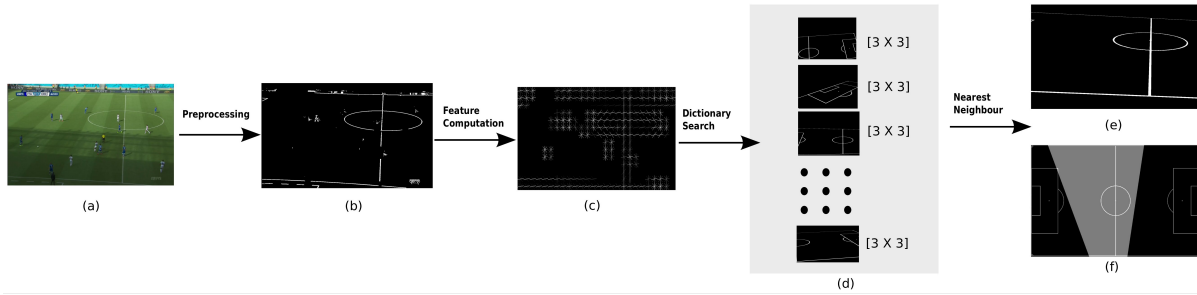 Preprocessing
Feature
Computation
Dictionary
Search
Nearest
Neighbour
[3 X 3]
[3 X 3]
[3 X 3]
[3 X 3]
(a)
(b)
(c)
(d)
(e)
(f)